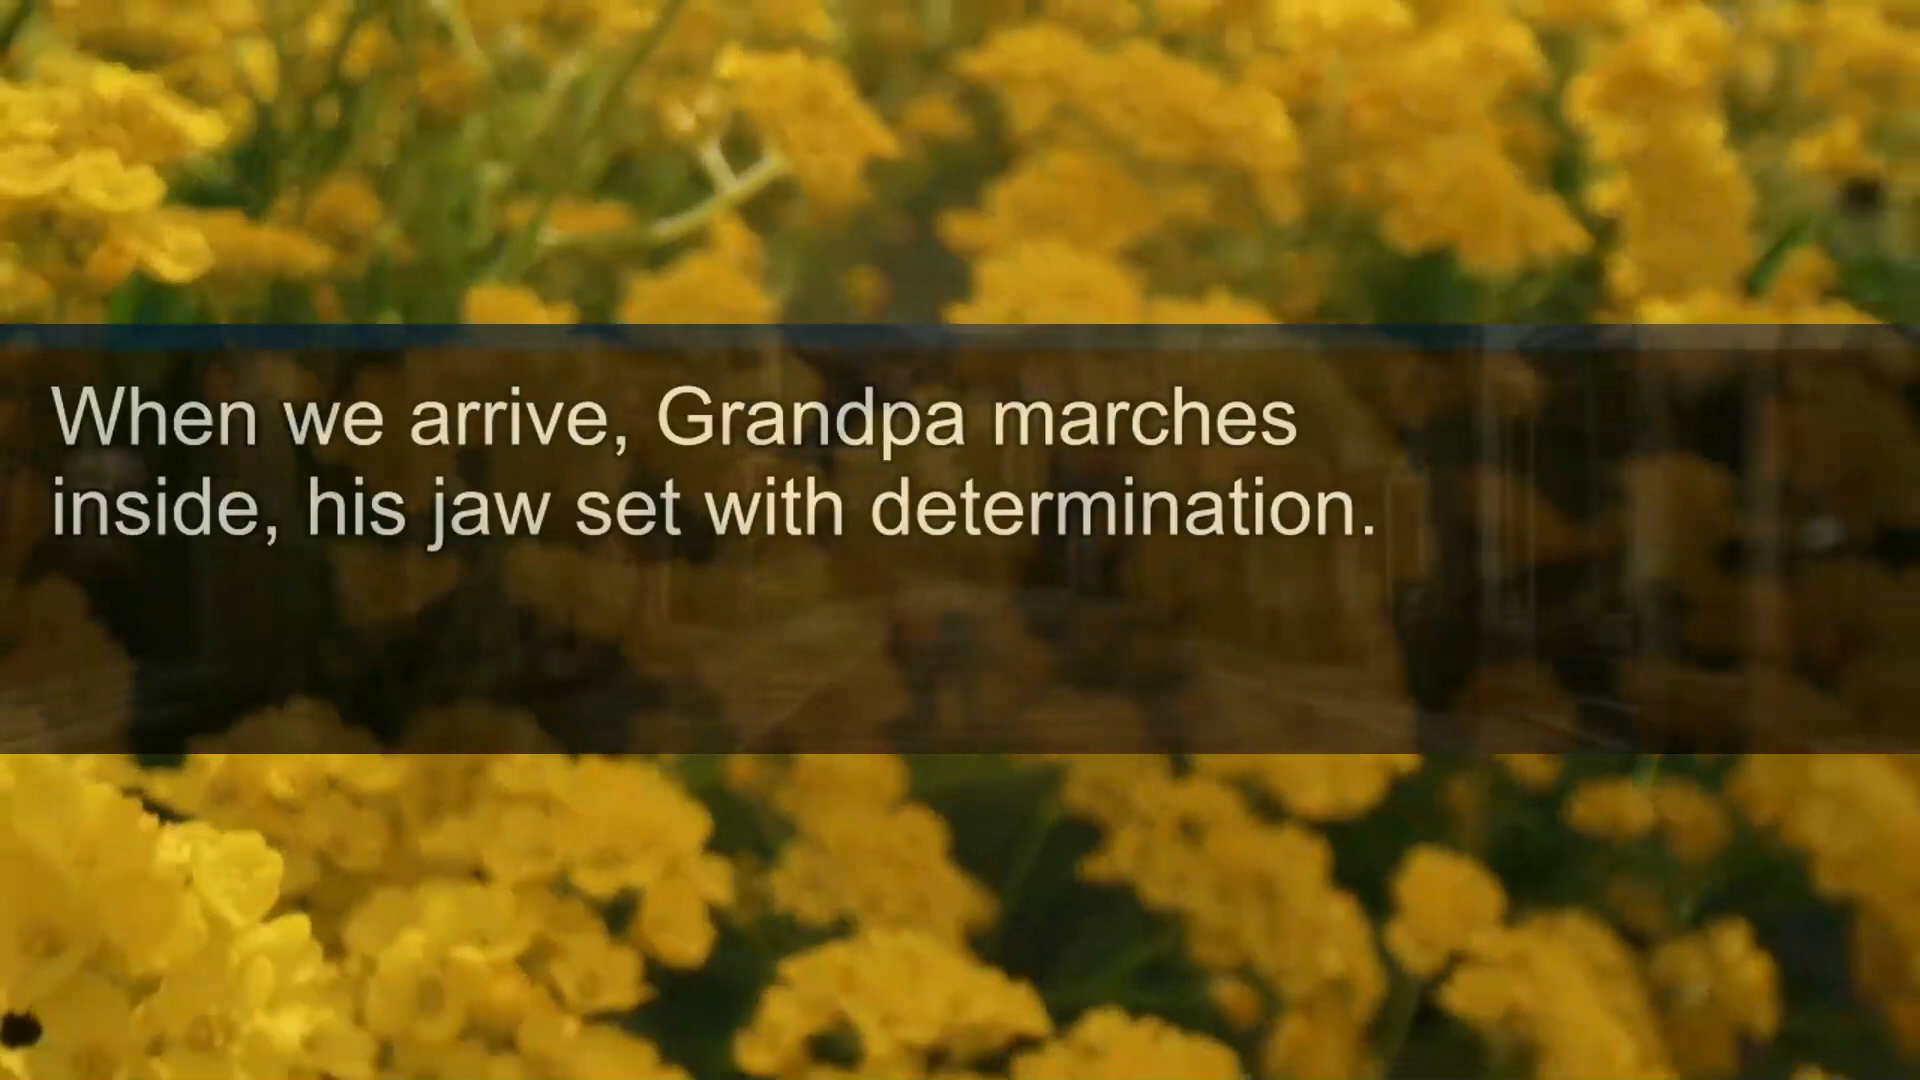 When we arrive, Grandpa marches
inside, his jaw set with determination.